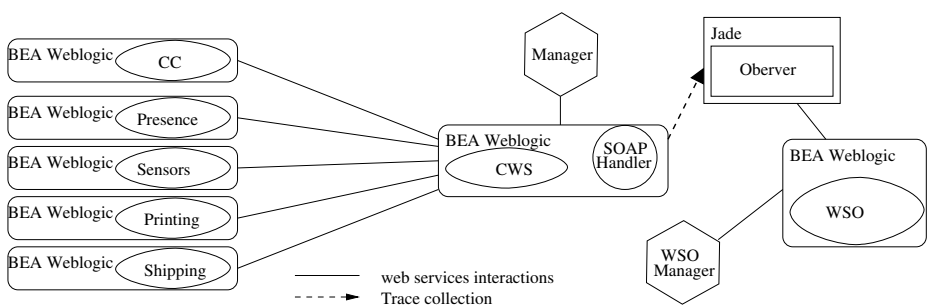 BEA Weblogic
CC
BEA Weblogic
Presence
BEA Weblogic
Sensors
BEA Weblogic
Printing
BEA Weblogic
Shipping
Manager
BEA Weblogic
CWS
SOAP
Handler
Jade
Oberver
BEA Weblogic
WSO
WSO
Manager
web services interactions
Trace collection